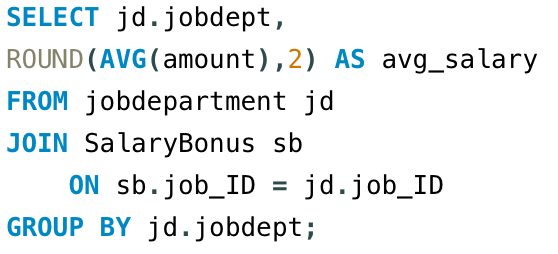 SELECT jd.jobdept,
ROUND(AVG(amount),2) AS avg_salary
FROM jobdepartment jd
JOIN SalaryBonus sb
    ON sb.job_ID = jd.job_ID
GROUP BY jd.jobdept;